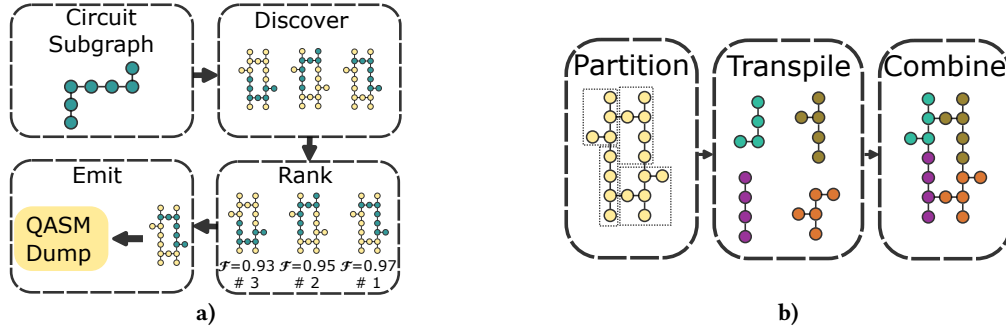 Circuit
Subgraph
Discover
Emit
QASM
Dump
Rank
ℱ=0.93 ℱ=0.95 ℱ=0.97
# 3 # 2 # 1
a)
Partition
Transpile
Combine
b)